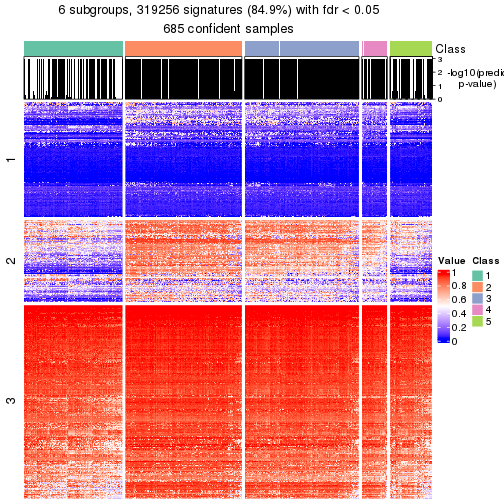 6 subgroups, 319256 signatures (84.9%) with fdr < 0.05
685 confident samples
Class
3
2
1
0
-log10(predi
p-value)
1
2
3
Value
1
0.8
0.6
0.4
0.2
0
Class
1
2
3
4
5